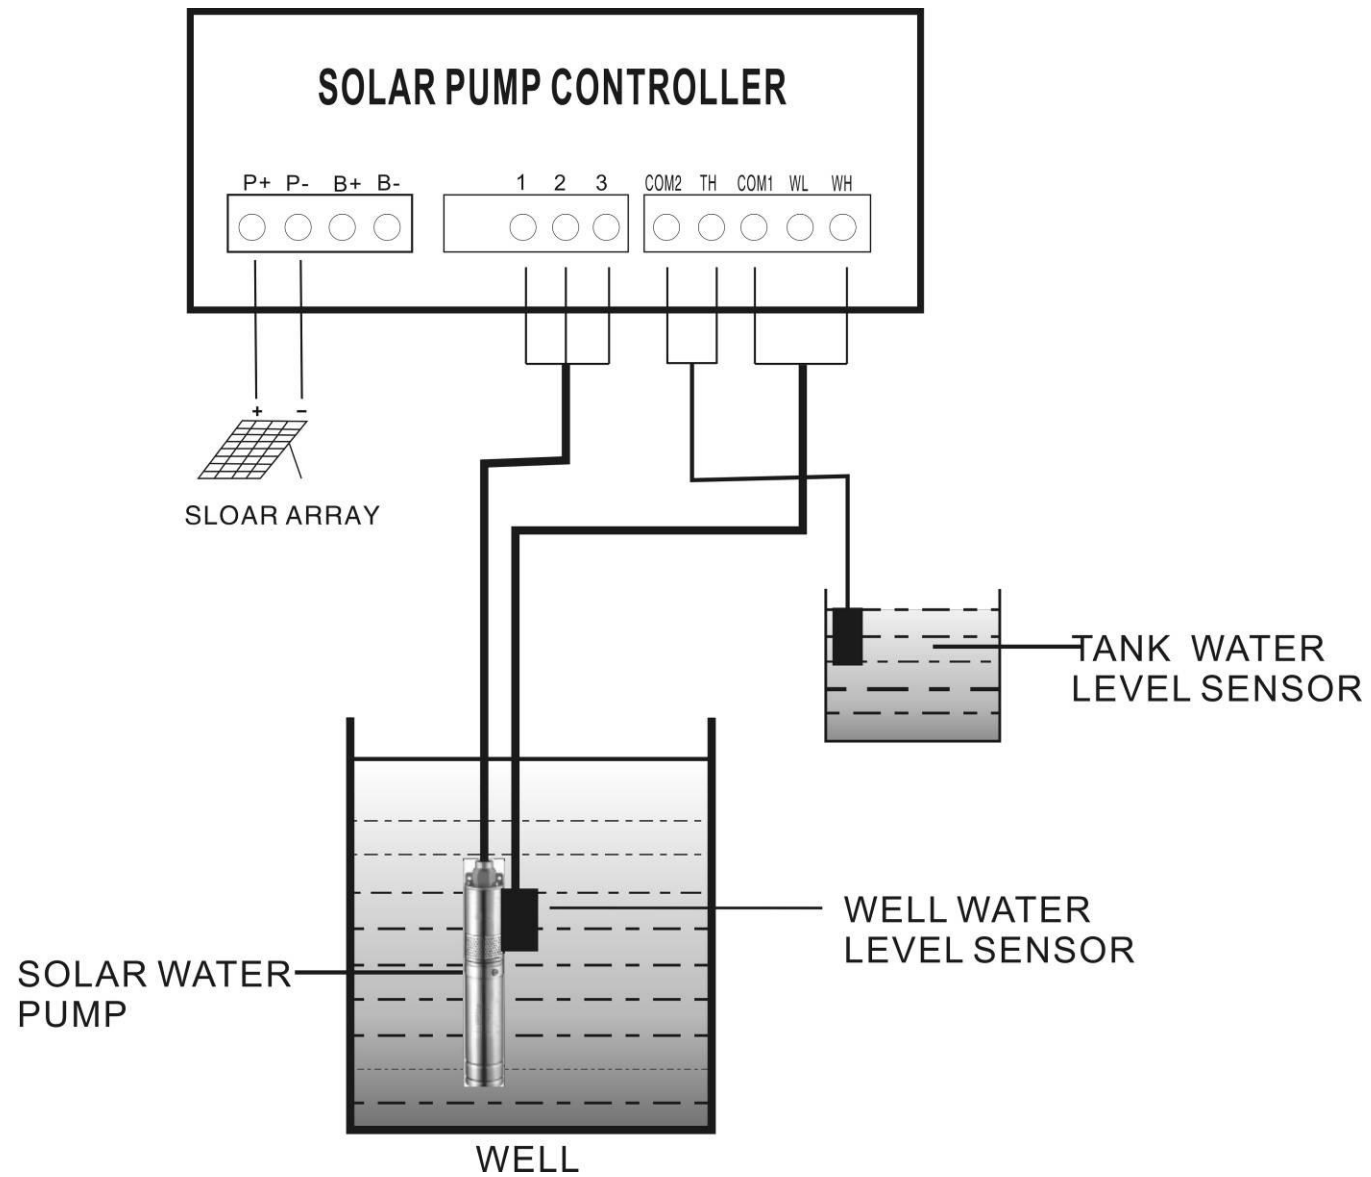 SOLAR PUMP CONTROLLER
P+ P- B+ B- 1 2 3 COM2 TH COM1 WL WH
+ −
SLOAR ARRAY
TANK WATER
LEVEL SENSOR
WELL WATER
LEVEL SENSOR
SOLAR WATER
PUMP
WELL